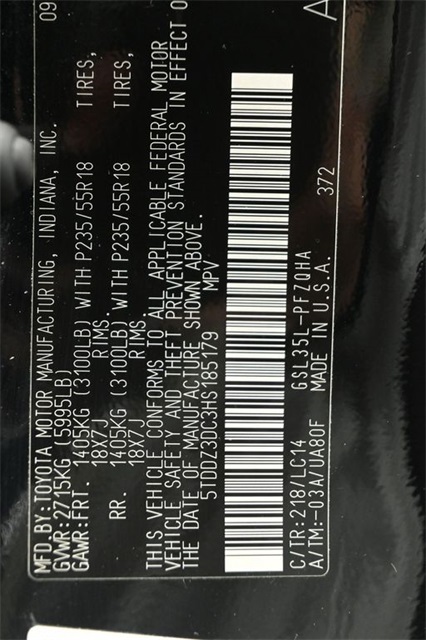 MFD.BY:TOYOTA MOTOR MANUFACTURING, INDIANA, INC. 09
GVWR:2715KG (5995LB)
GAWR:FRT. 1405KG (3100LB) WITH P235/55R18 TIRES,
18X7J RIMS.
RR. 1405KG (3100LB) WITH P235/55R18 TIRES,
18X7J RIMS.
THIS VEHICLE CONFORMS TO ALL APPLICABLE FEDERAL MOTOR
VEHICLE SAFETY AND THEFT PREVENTION STANDARDS IN EFFECT O
THE DATE OF MANUFACTURE SHOWN ABOVE.
5TDDZ3DC3HS185179 MPV
C/TR:218/LC14 GSL35L-PFZQHA A
A/TM:-03A/UA80F MADE IN U.S.A. 372